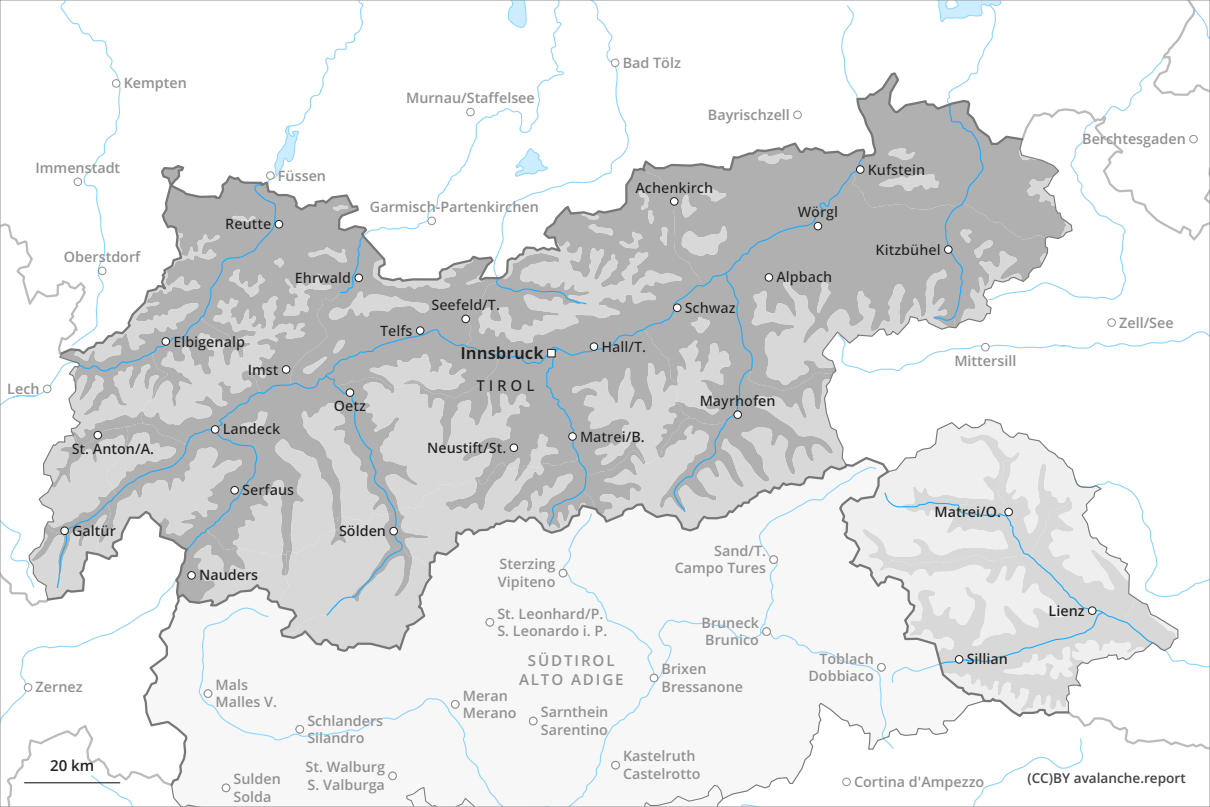 Kempten
Bad Tölz
Murnau/Staffelsee
Bayrischzell
Berchtesgaden
Immenstadt
Füssen
Kufstein
Achenkirch
Garmisch-Partenkirchen
Wörgl
Reutte
Kitzbühel
Oberstdorf
Ehrwald
Alpbach
Seefeld/T.
Schwaz
Zell/See
Telfs
Elbigenalp
Innsbruck
Hall/T.
Mittersill
Imst
TIROL
Lech
Oetz
Mayrhofen
Landeck
Matrei/B.
St. Anton/A.
Neustift/St.
Serfaus
Matrei/O.
Galtür
Sölden
Sand/T.
Campo Tures
Sterzing
Vipiteno
Nauders
Lienz
St. Leonhard/P.
S. Leonardo i. P.
Bruneck
Brunico
SÜDTIROL
ALTO ADIGE
Toblach
Dobbiaco
Sillian
Brixen
Bressanone
Zernez
Mals
Malles V.
Meran
Merano
Sarnthein
Sarentino
Schlanders
Silandro
Kastelruth
Castelrotto
St. Walburg
S. Valburga
20 km
Sulden
Solda
Cortina d'Ampezzo
(CC)BY avalanche.report